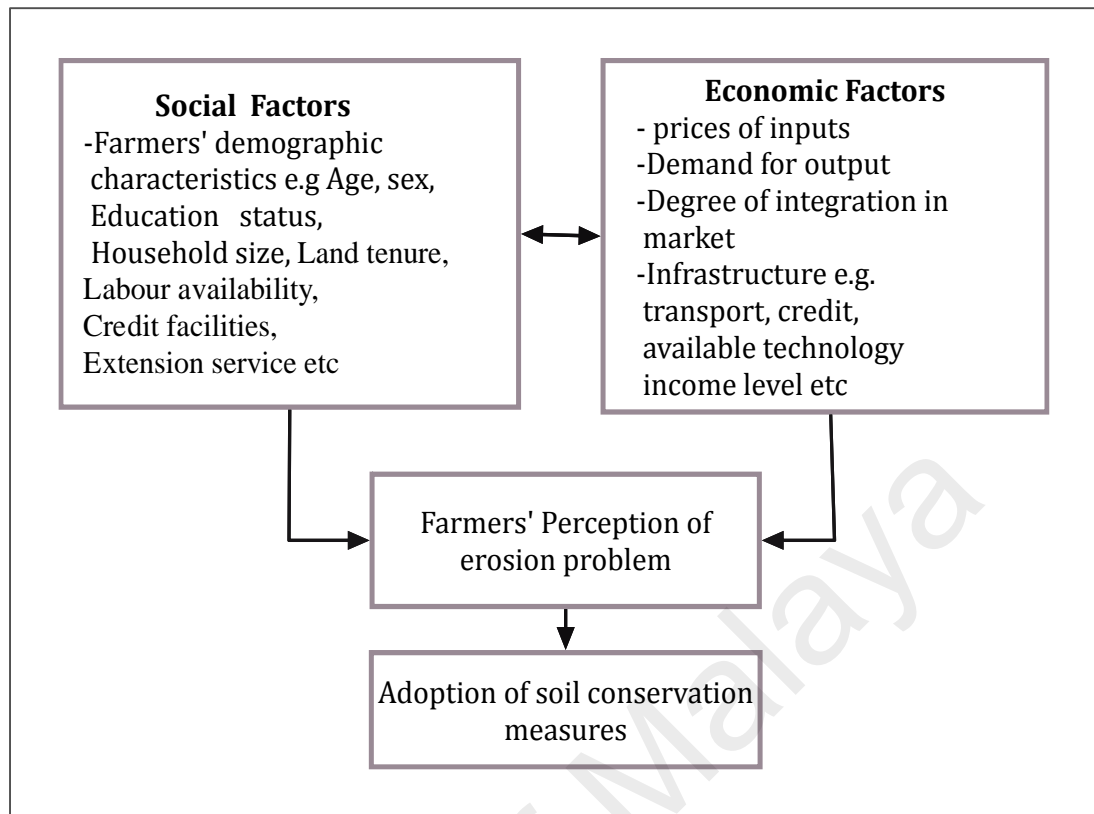 Social Factors
-Farmers' demographic
characteristics e.g Age, sex,
Education status,
Household size, Land tenure,
Labour availability,
Credit facilities,
Extension service etc
Economic Factors
- prices of inputs
-Demand for output
-Degree of integration in
market
-Infrastructure e.g.
transport, credit,
available technology
income level etc
Farmers' Perception of
erosion problem
Adoption of soil conservation
measures
Malaya